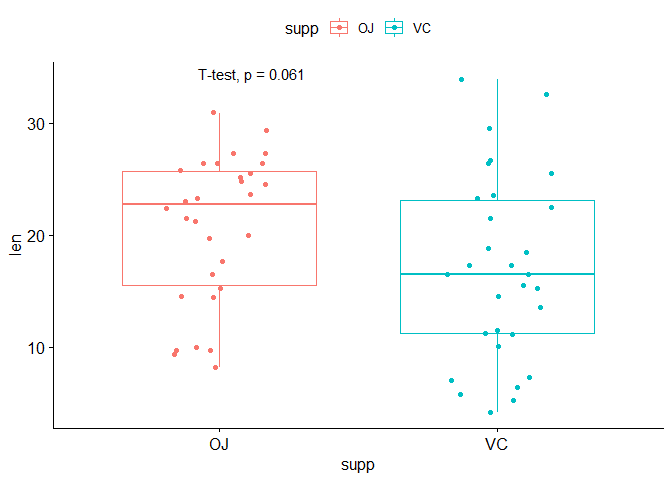 supp OJ VC
T-test, p = 0.061
30
20
10
len
OJ VC
supp